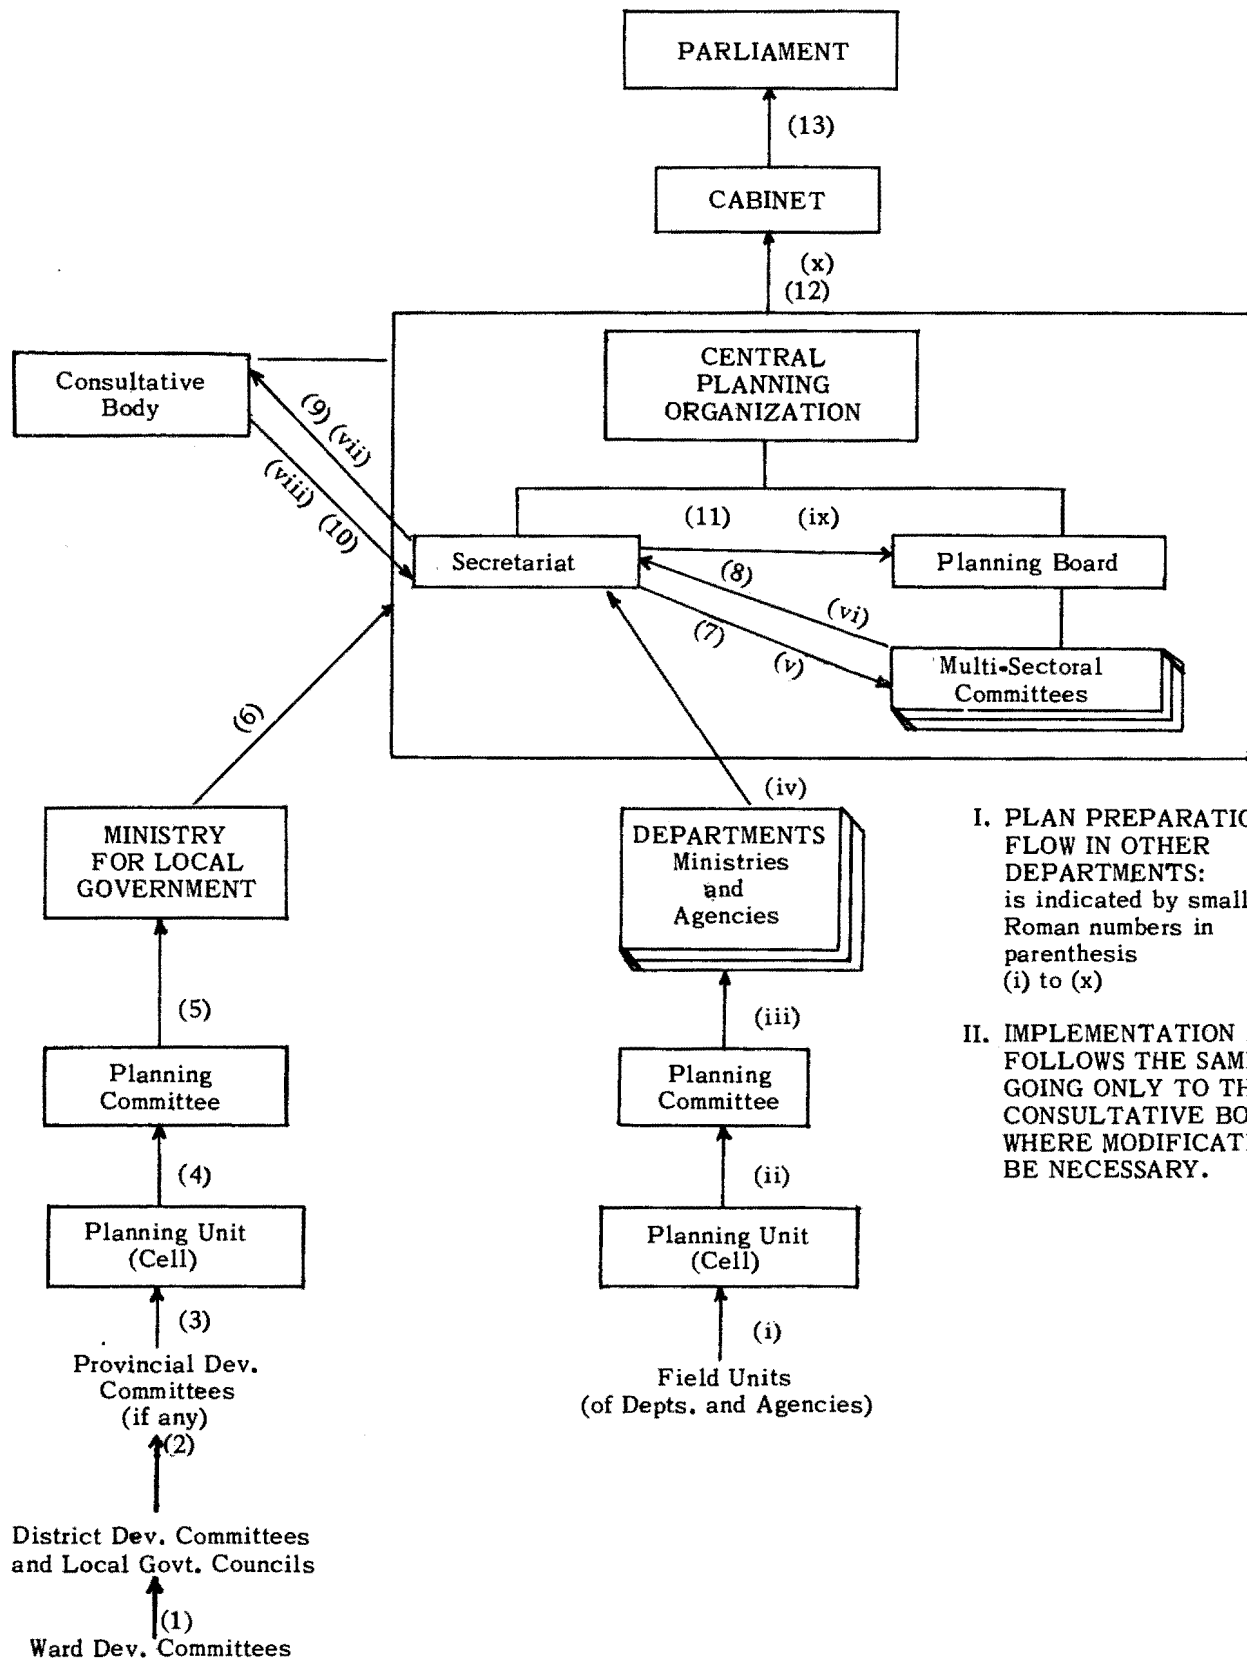 PARLIAMENT
(13)
CABINET
(x)
(12)
CENTRAL
PLANNING
ORGANIZATION
Consultative
Body
(9) (vii)
(viii) (10)
(11) (ix)
Secretariat
Planning Board
(8) (vi)
(7) (v)
Multi-Sectoral
Committees
(6)
(iv)
MINISTRY
FOR LOCAL
GOVERNMENT
DEPARTMENTS
Ministries
and
Agencies
(5)
(iii)
Planning
Committee
Planning
Committee
(4)
(ii)
Planning Unit
(Cell)
Planning Unit
(Cell)
(3)
(i)
Provincial Dev.
Committees
(if any)
(2)
Field Units
(of Depts. and Agencies)
District Dev. Committees
and Local Govt. Councils
(1)
Ward Dev. Committees
I. PLAN PREPARATIO
FLOW IN OTHER
DEPARTMENTS:
is indicated by small
Roman numbers in
parenthesis
(i) to (x)
II. IMPLEMENTATION
FOLLOWS THE SAM
GOING ONLY TO TH
CONSULTATIVE BO
WHERE MODIFICAT
BE NECESSARY.